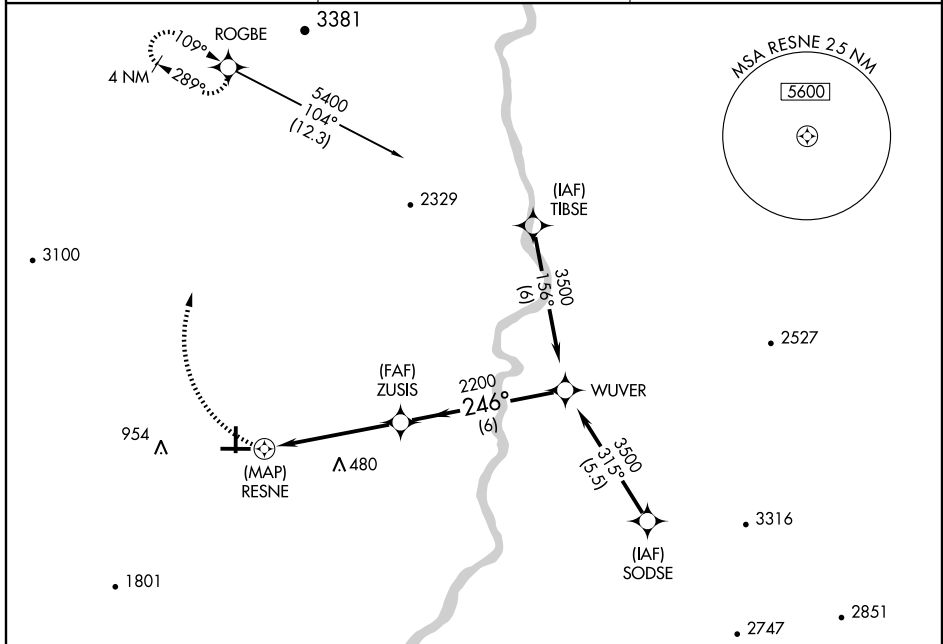 3381
ROGBE
109°
289°
4 NM
5400
104°
(12.3)
MSA RESNE 25 NM
5600
2329
(IAF)
TIBSE
3100
3500
156°
(6)
2527
(FAF)
ZUSIS
2200
246°
(6)
WUVER
954
480
(MAP)
RESNE
3500
315°
(5.5)
3316
(IAF)
SODSE
1801
2851
2747